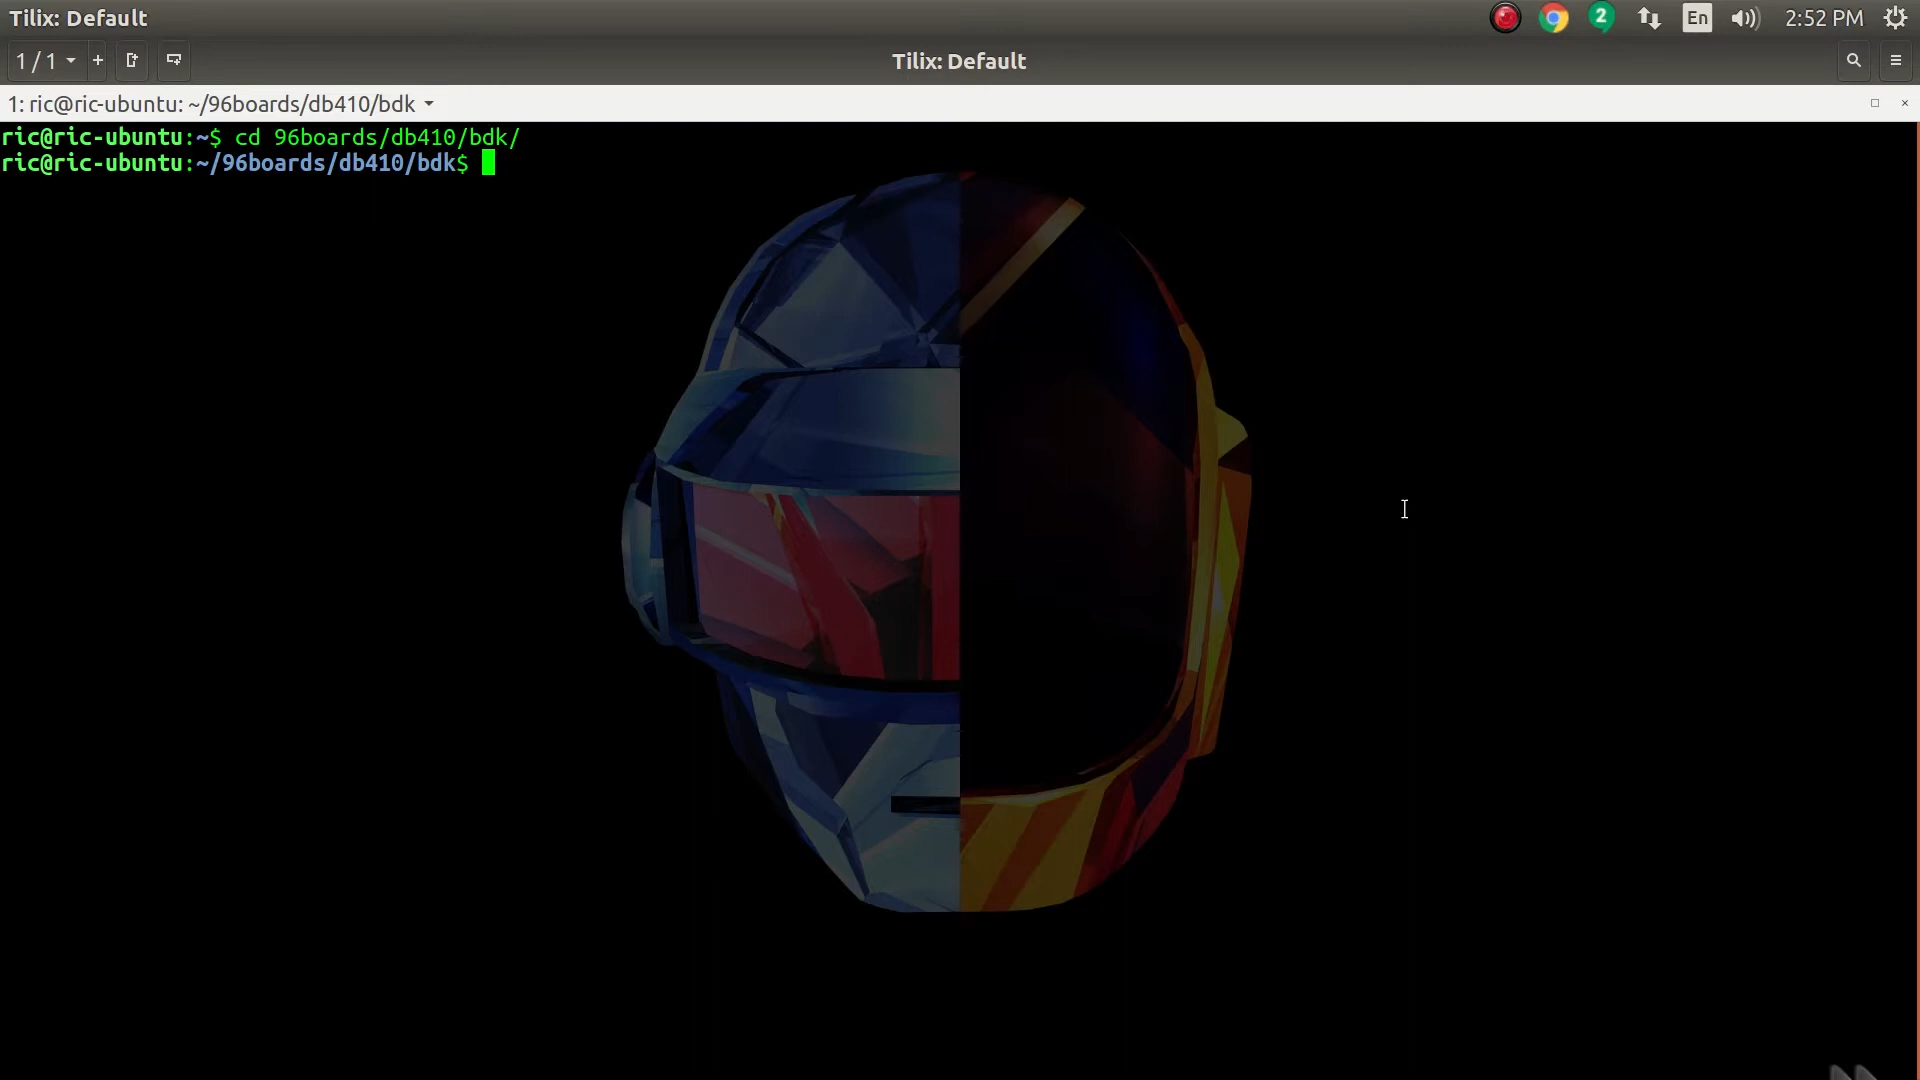 Tilix: Default
2
En
2:52 PM
1 / 1
+
Tilix: Default
1: ric@ric-ubuntu: ~/96boards/db410/bdk
ric@ric-ubuntu:~$ cd 96boards/db410/bdk/
ric@ric-ubuntu:~/96boards/db410/bdk$